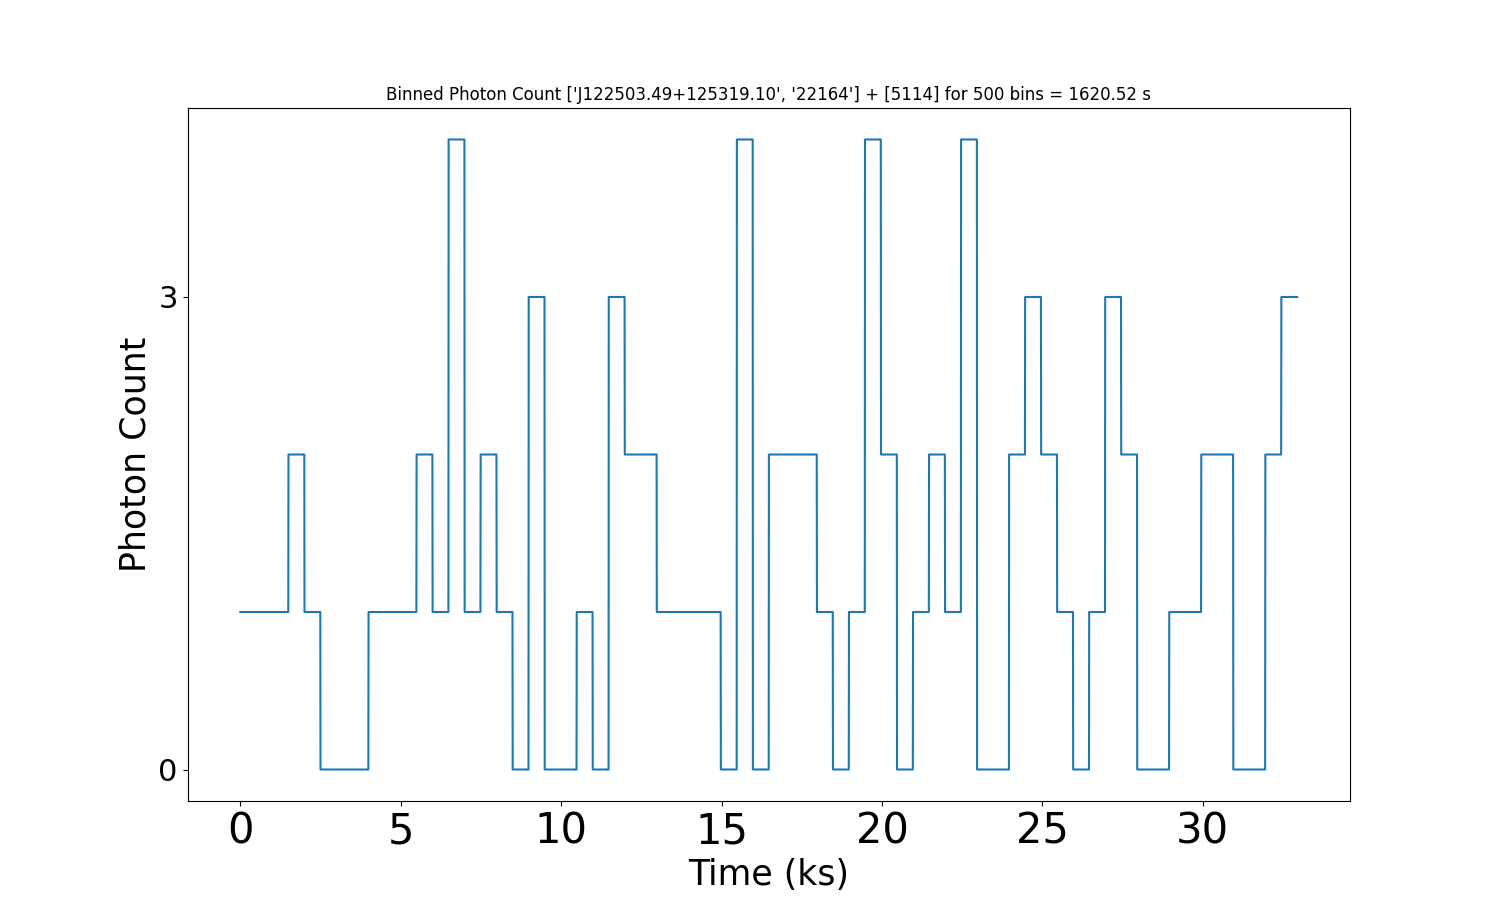 Binned Photon Count ['J122503.49+125319.10', '22164'] + [5114] for 500 bins = 1620.52 s
Photon Count
3
0
0 5 10 15 20 25 30
Time (ks)